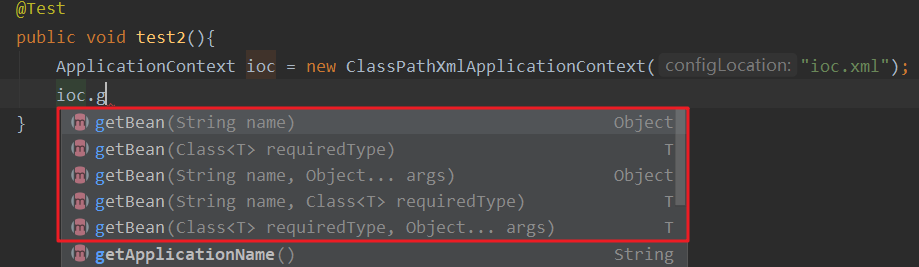 @Test
public void test2(){
ApplicationContext ioc = new ClassPathXmlApplicationContext( configLocation: "ioc.xml");
ioc.g
}
m getBean(String name) Object
m getBean(Class<T> requiredType) T
m getBean(String name, Object... args) Object
m getBean(String name, Class<T> requiredType) T
m getBean(Class<T> requiredType, Object... args) T
m getApplicationName() String